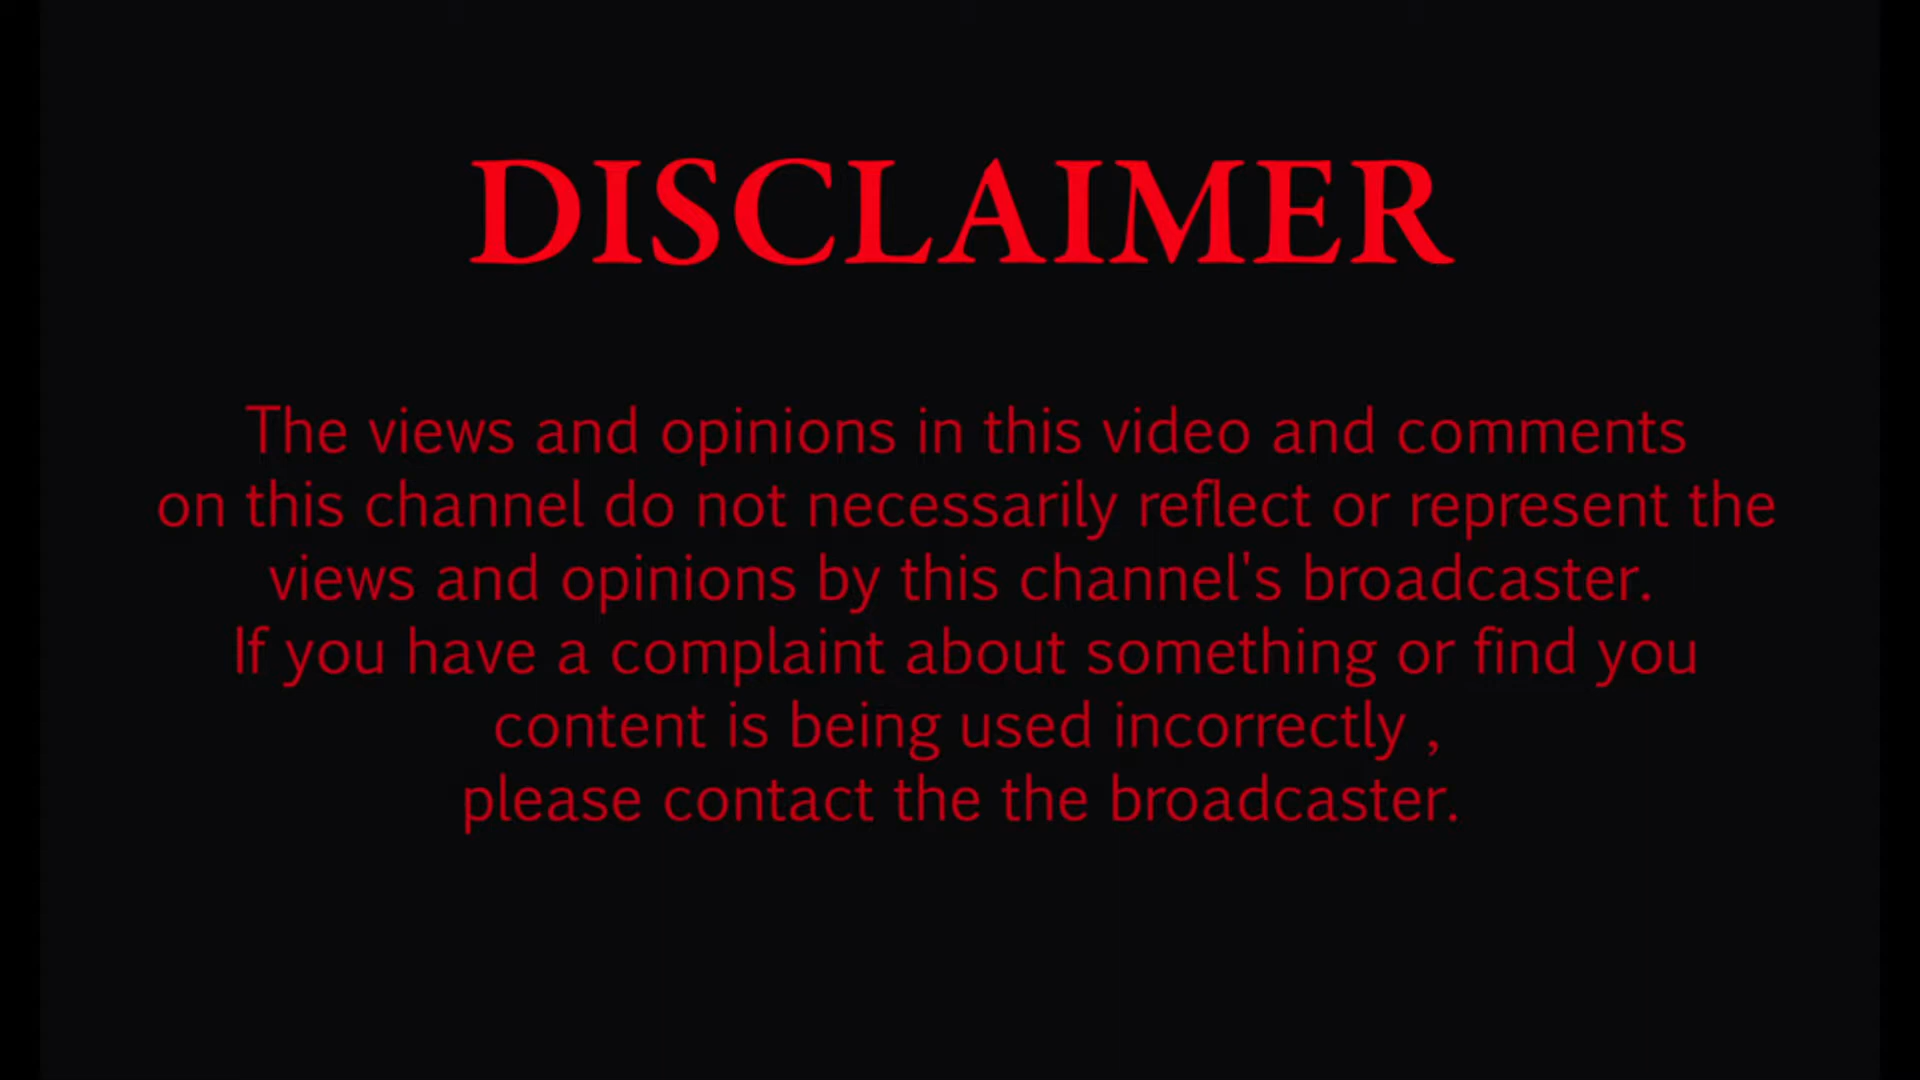 DISCLAIMER
The views and opinions in this video and comments
on this channel do not necessarily reflect or represent the
views and opinions by this channel's broadcaster.
If you have a complaint about something or find you
content is being used incorrectly ,
please contact the the broadcaster.